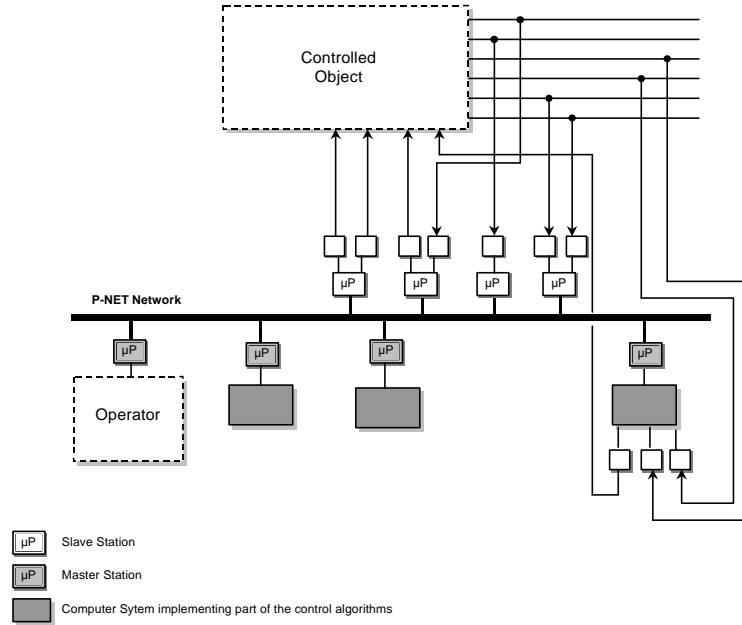 Controlled
Object
µP
µP
µP
µP
P-NET Network
µP
µP
µP
µP
Operator
µP
Slave Station
µP
Master Station
Computer Sytem implementing part of the control algorithms